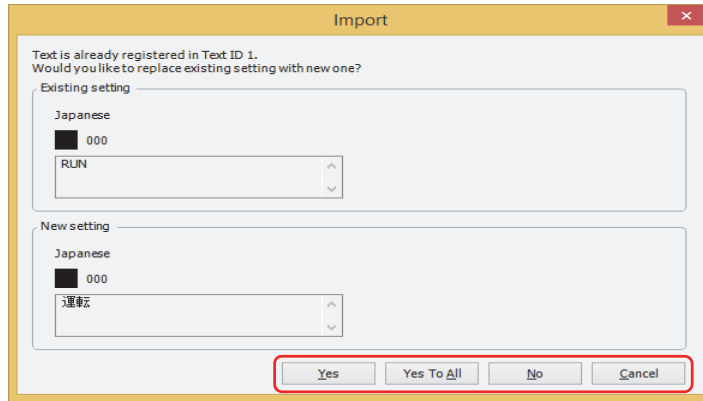 Import
Text is already registered in Text ID 1.
Would you like to replace existing setting with new one?
Existing setting
Japanese
000
RUN
New setting
Japanese
000
運転
Yes Yes To All No Cancel